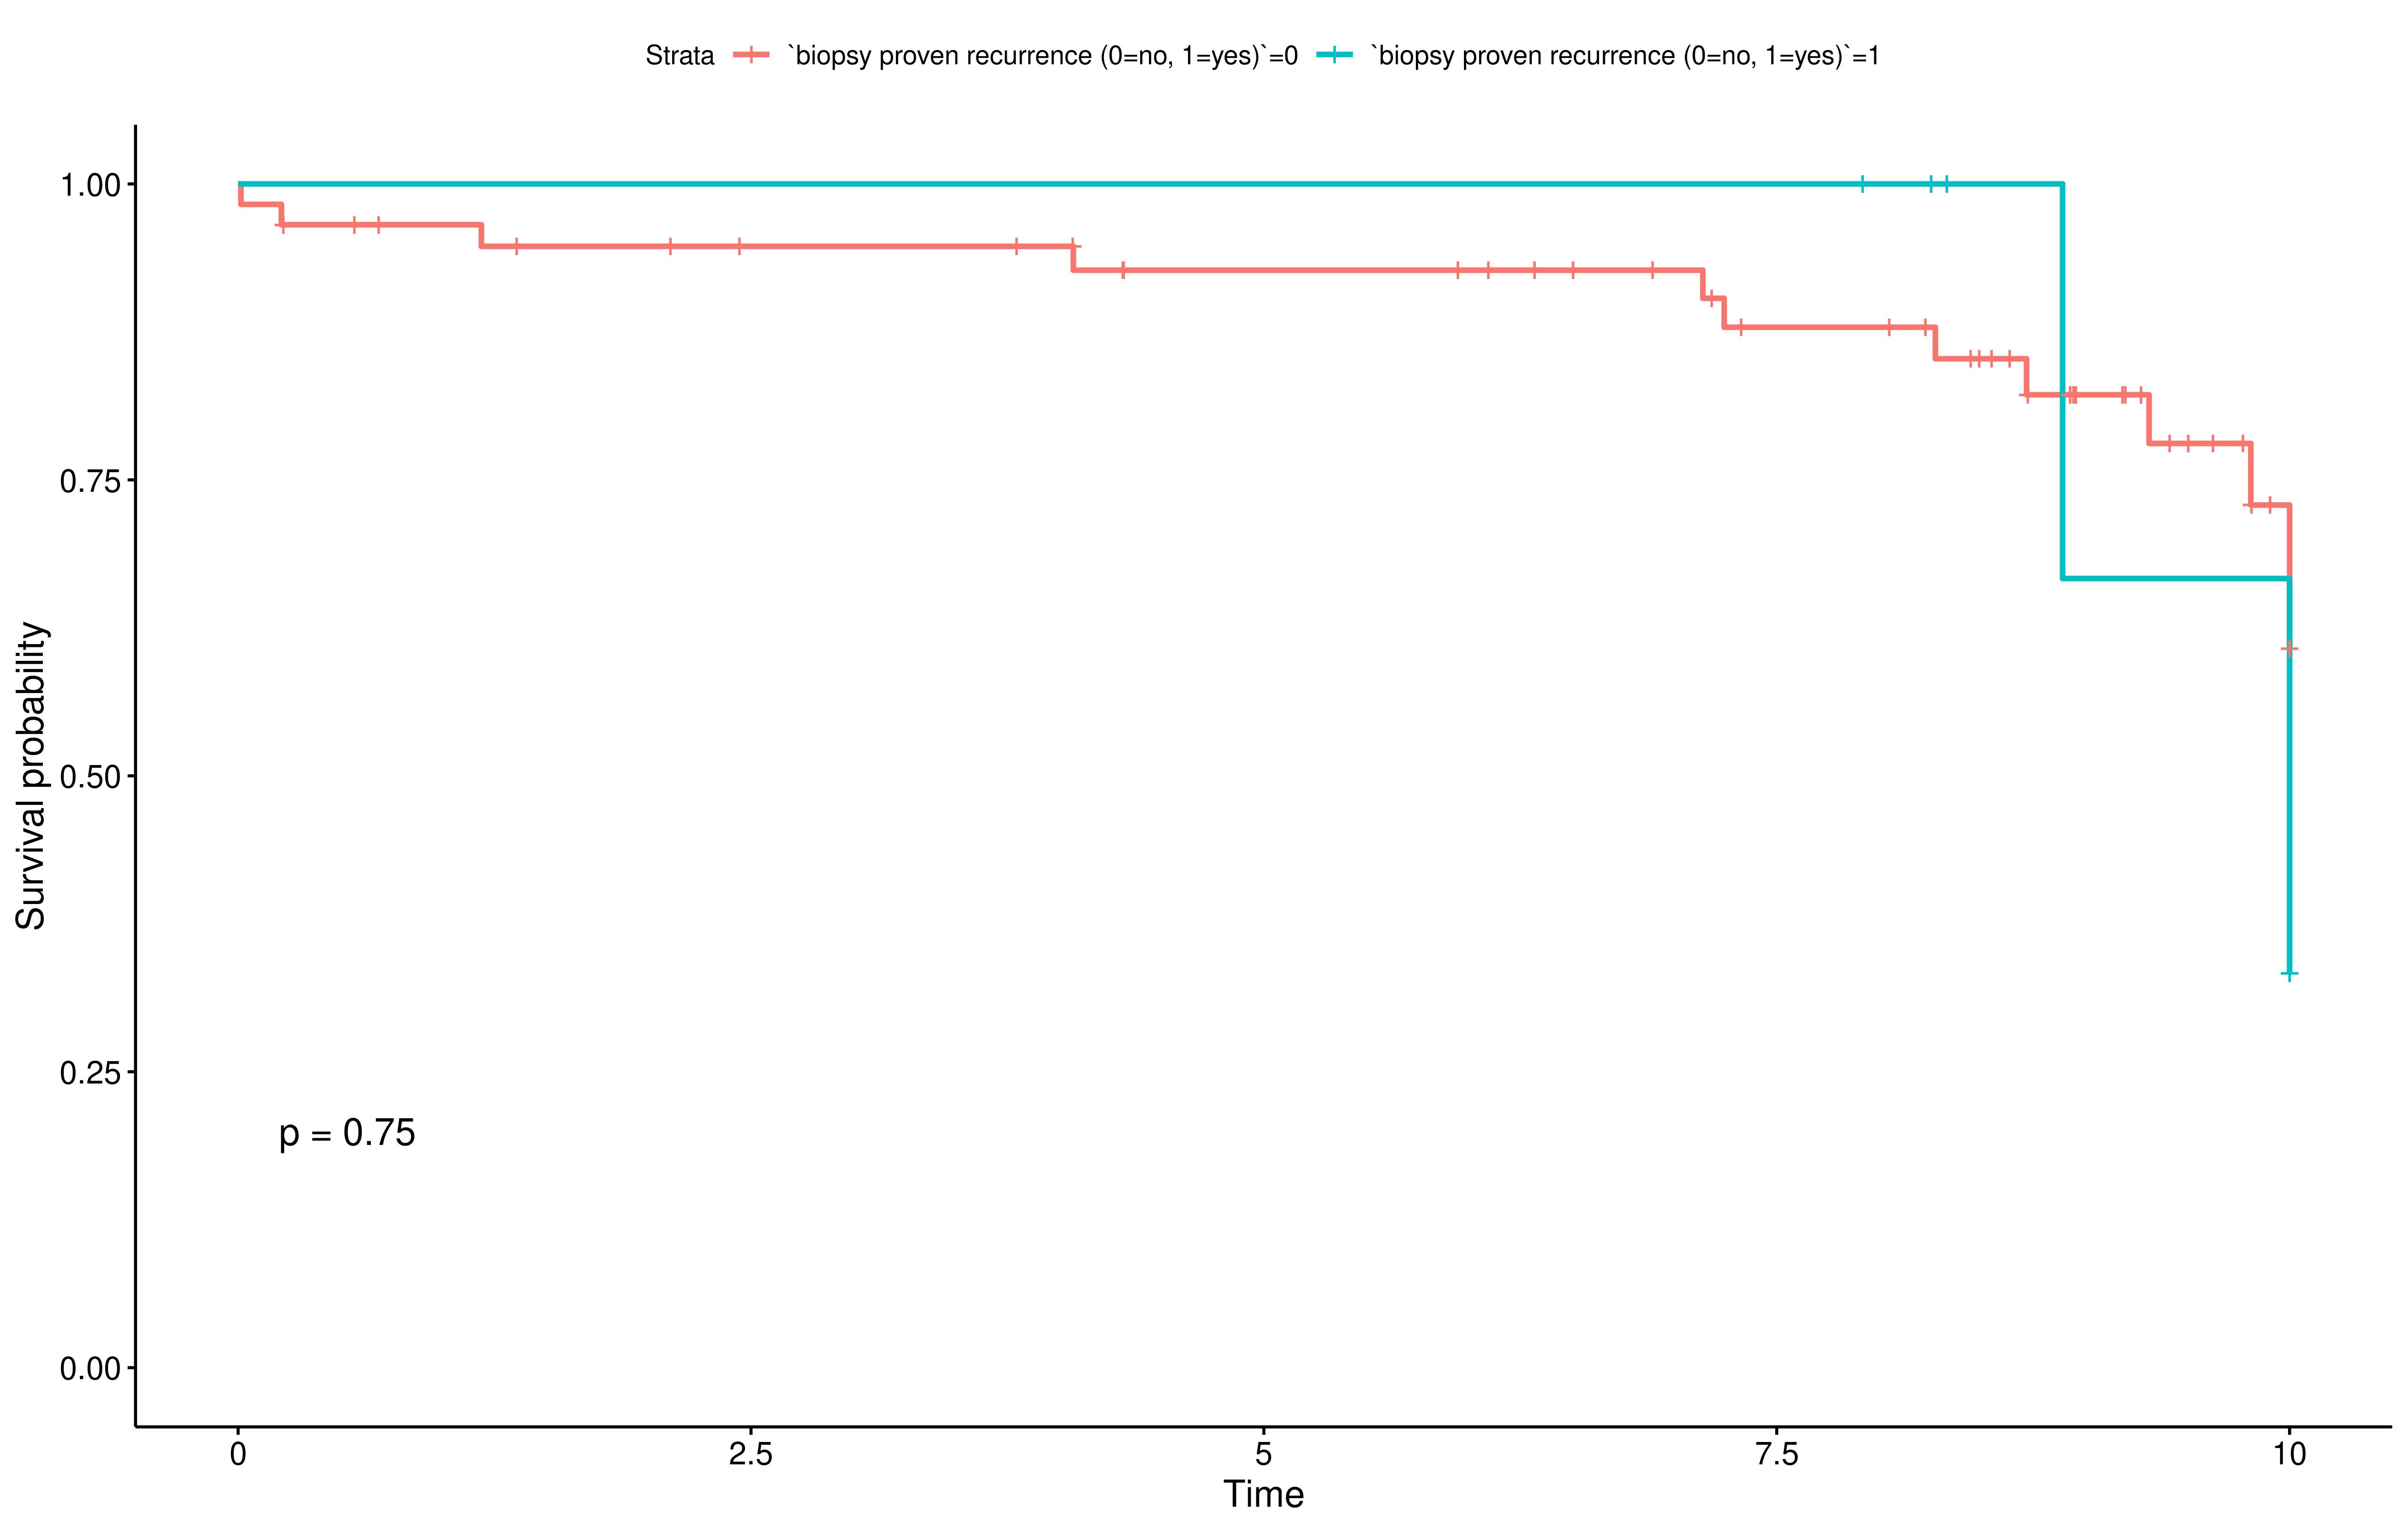 Strata `biopsy proven recurrence (0=no, 1=yes)`=0 `biopsy proven recurrence (0=no, 1=yes)`=1
1.00
0.75
0.50
0.25
0.00
Survival probability
p = 0.75
0 2.5 5 7.5 10
Time